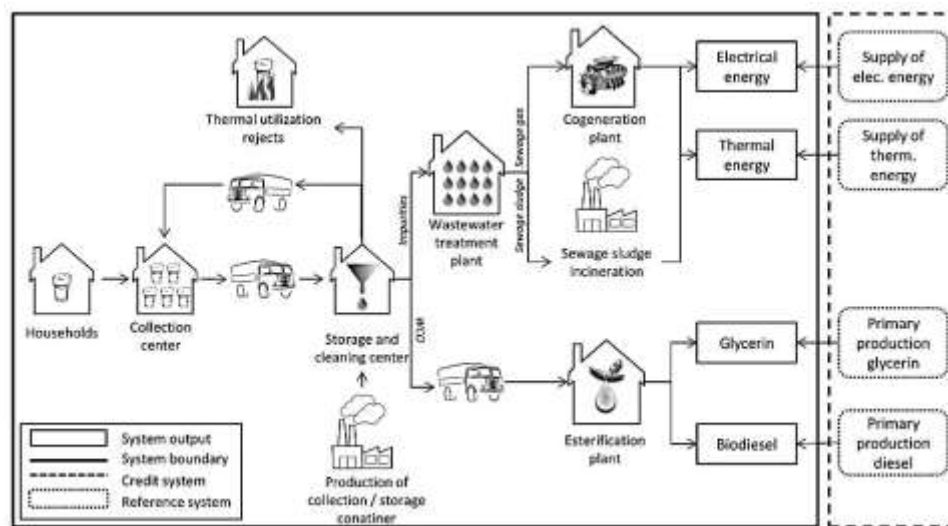 Thermal utilization
rejects
Cogeneration
plant
Electrical
energy
Supply of
elec. energy
Thermal
energy
Supply of
therm.
energy
Impurities
Sewage gas
Sewage sludge
Wastewater
treatment
plant
Sewage sludge
incineration
Households
Collection
center
Storage and
cleaning center
Glycerin
Primary
production
glycerin
Esterification
plant
Biodiesel
Primary
production
diesel
Production of
collection / storage
conatiner
System output
System boundary
Credit system
Reference system